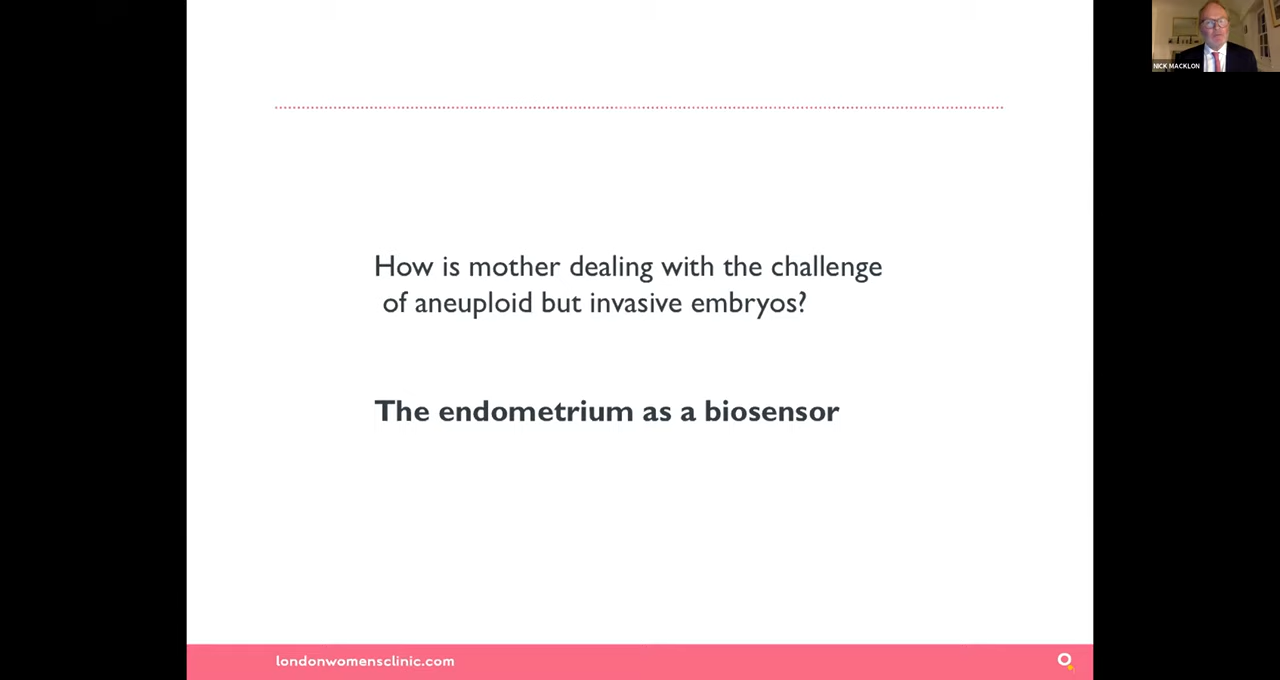 NICK MACKLON
How is mother dealing with the challenge
of aneuploid but invasive embryos?
The endometrium as a biosensor
londonwomensclinic.com